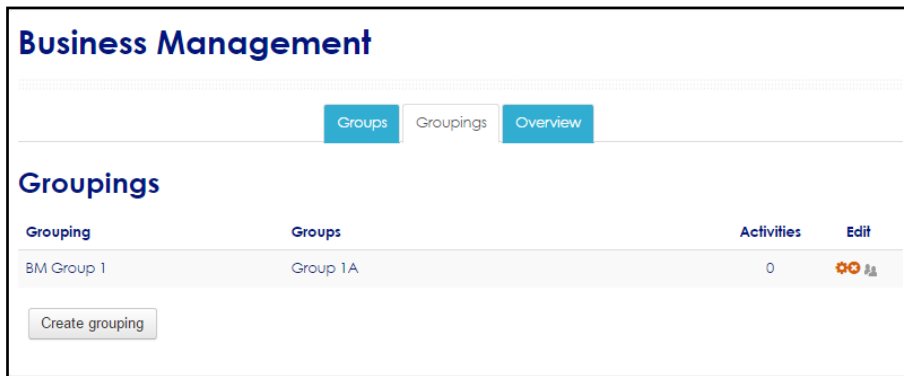 Business Management
Groups Groupings Overview
Groupings
Grouping Groups Activities Edit
BM Group 1 Group 1A 0
Create grouping